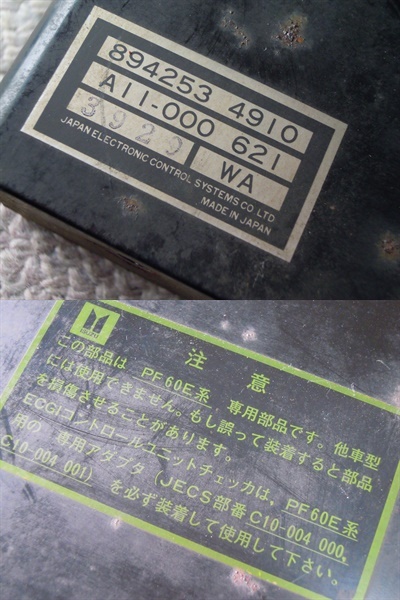 894253 4910
A11-000 621
3920 WA
JAPAN ELECTRONIC CONTROL SYSTEMS CO. LTD
MADE IN JAPAN
注意
この部品は PF60E系 専用部品です。他車型
には使用できません。もし誤って装着すると部品
を損傷させることがあります。
ECGIコントロールユニットチェッカは，PF60E系
用の 専用アダプタ（JECS部番C10-004 000,
C10-004 001）を必ず装着して使用して下さい。